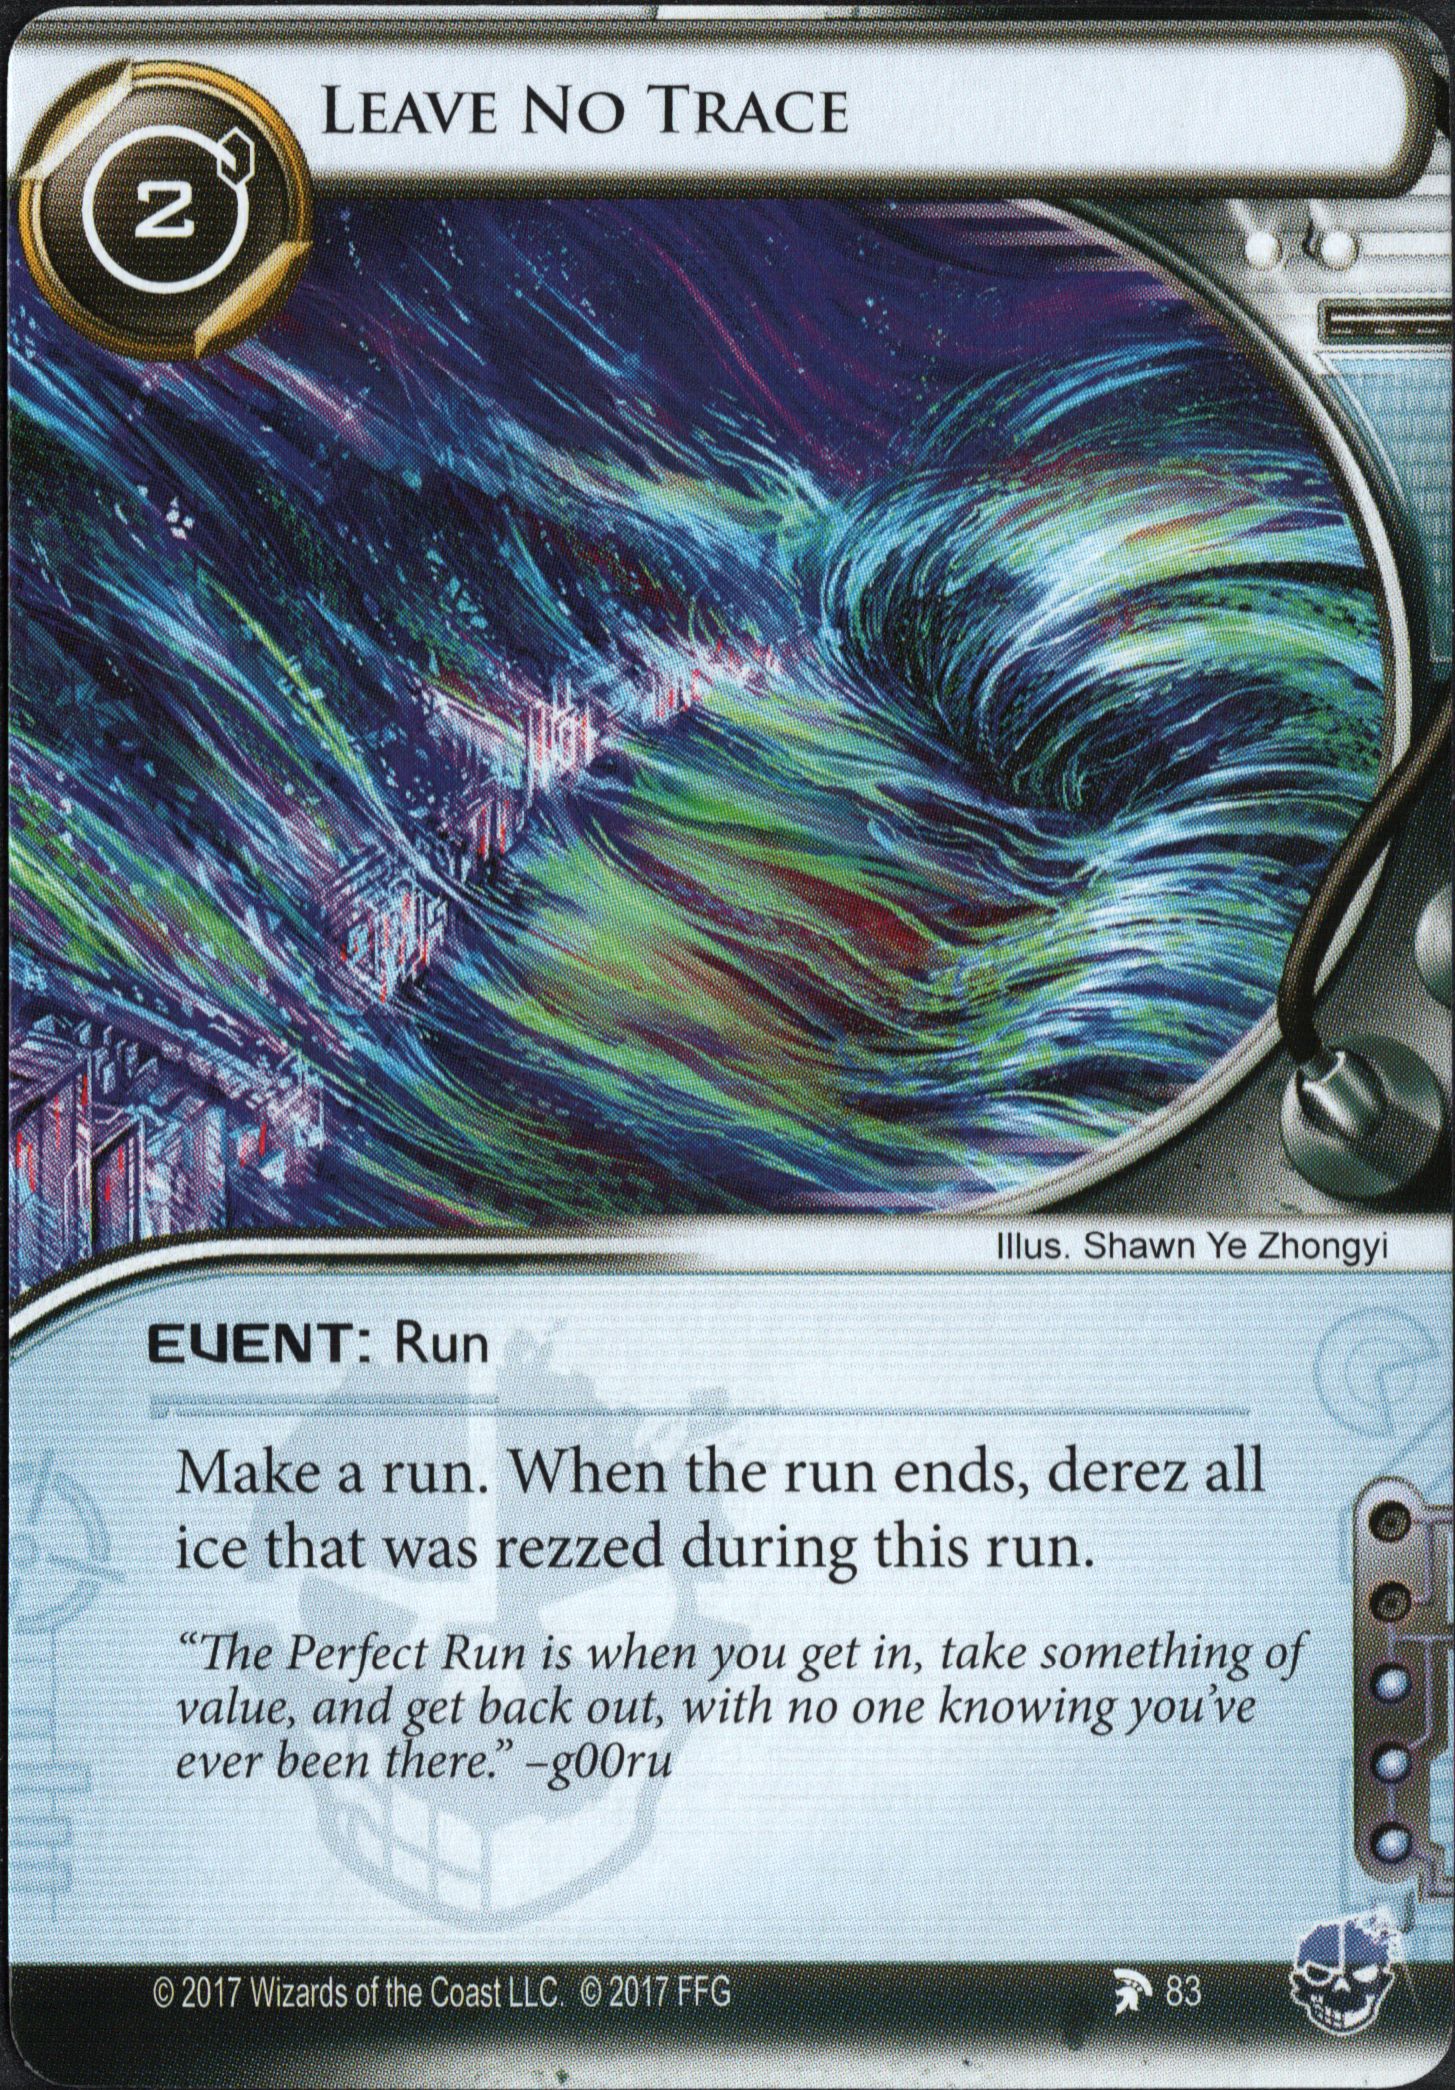 LEAVE NO TRACE
2
Illus. Shawn Ye Zhongyi
EVENT: Run
Make a run. When the run ends, derez all
ice that was rezzed during this run.
“The Perfect Run is when you get in, take something of
value, and get back out, with no one knowing you’ve
ever been there.” –g00ru
© 2017 Wizards of the Coast LLC. © 2017 FFG
83